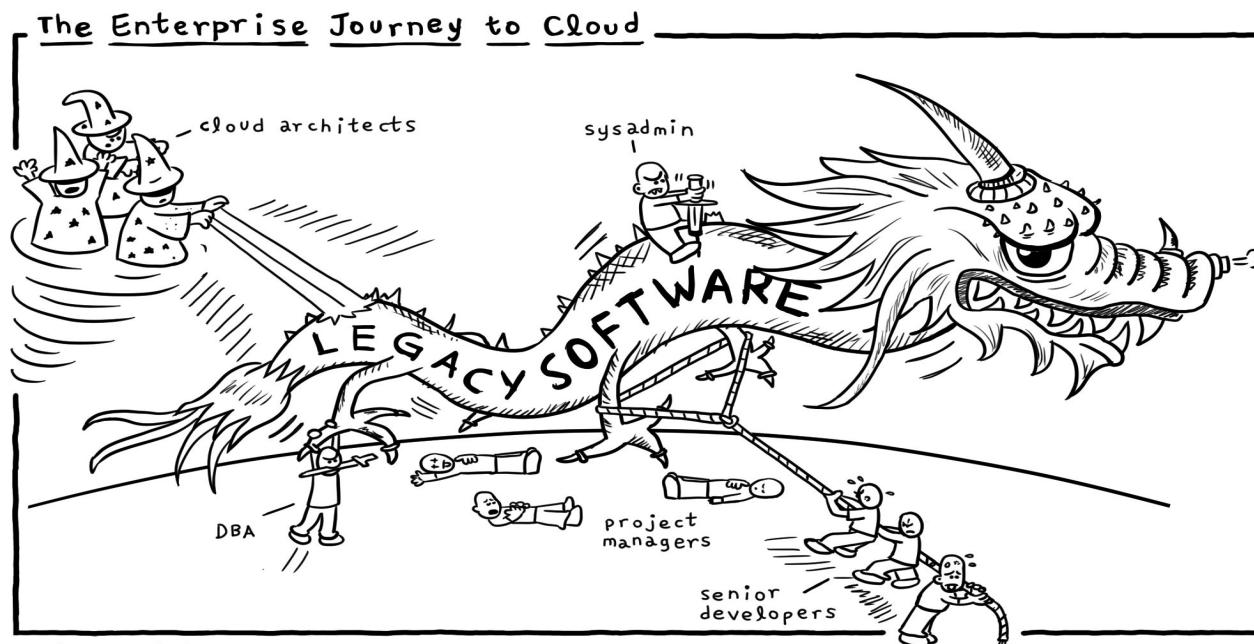 The Enterprise Journey to Cloud
cloud architects
sysadmin
LEGACY SOFTWARE
DBA
project
managers
senior
developers